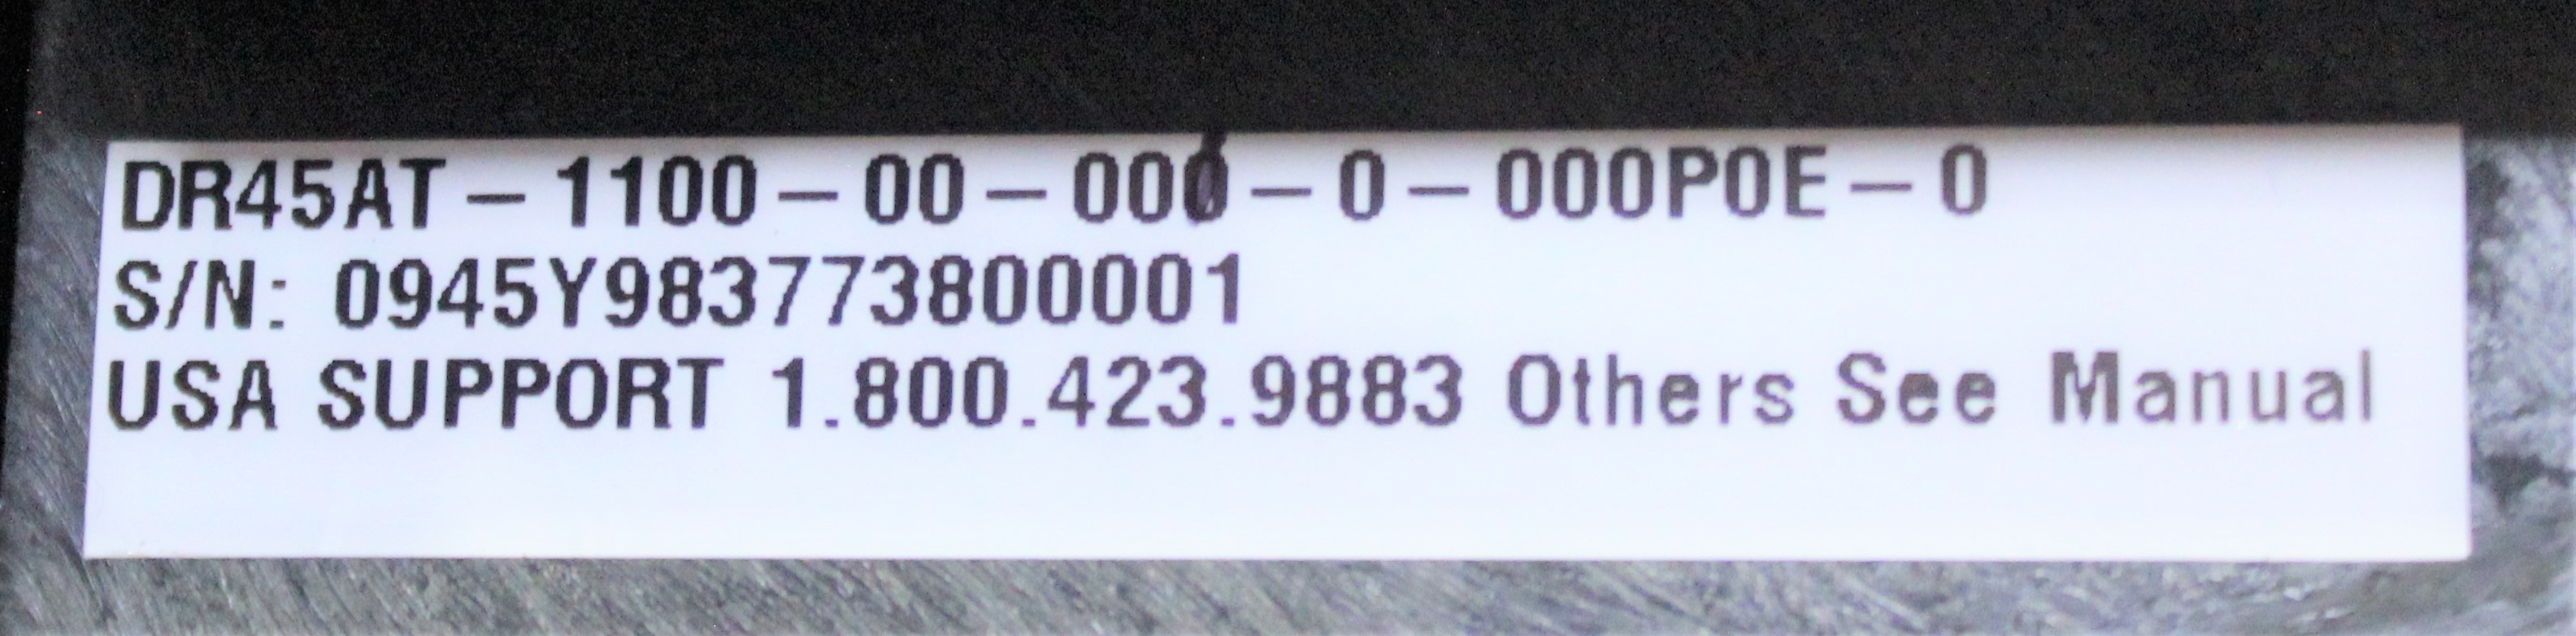 DR45AT-1100-00-000-0-000P0E-0
S/N: 0945Y983773800001
USA SUPPORT 1.800.423.9883 Others See Manual